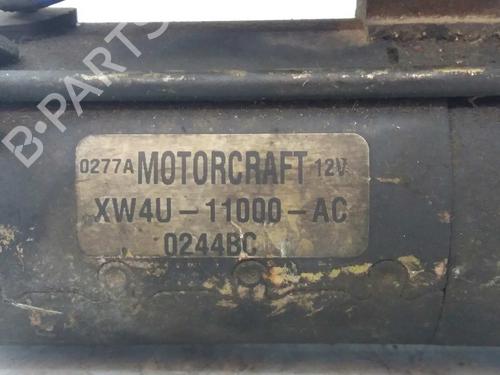 B-PARTS
0277A MOTORCRAFT 12V
XW4U-11000-AC
0244BC